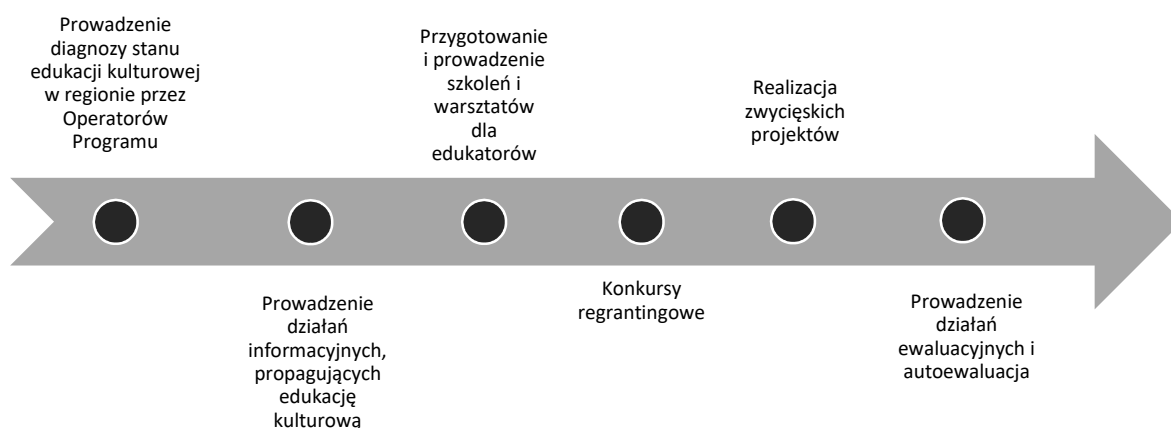 Prowadzenie
diagnozy stanu
edukacji kulturowej
w regionie przez
Operatorów
Programu
Prowadzenie
działań
informacyjnych,
propagujących
edukację
kulturową
Przygotowanie
i prowadzenie
szkoleń i
warsztatów
dla
edukatorów
Konkursy
regrantingowe
Realizacja
zwycięskich
projektów
Prowadzenie
działań
ewaluacyjnych i
autoewaluacja